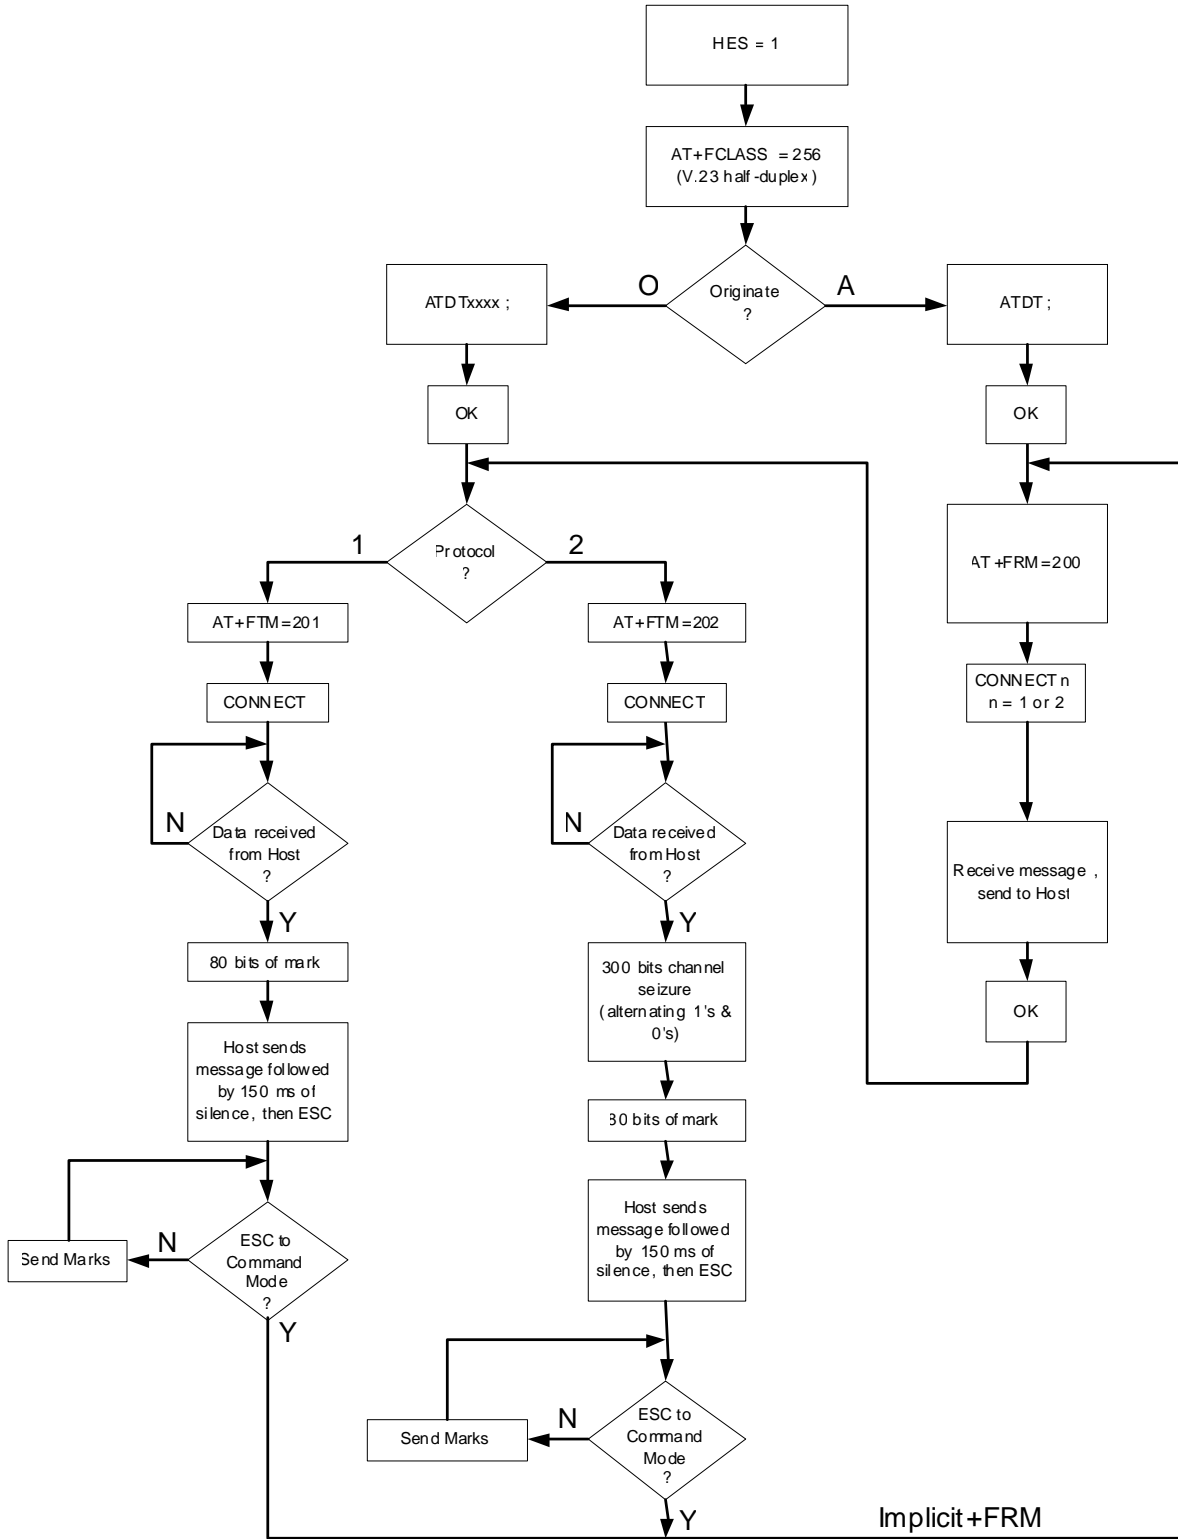 HES = 1
AT+FCLASS = 256
(V.23 half-duplex)
Originate
?
O
A
ATDTxxxx ;
ATDT ;
OK
OK
Protocol
?
1
2
AT+FRM=200
AT+FTM=201
AT+FTM=202
CONNECT
CONNECT
CONNECT n
n = 1 or 2
Data received
from Host
?
N
Y
Data received
from Host
?
N
Y
Receive message ,
send to Host
OK
80 bits of mark
300 bits channel
seizure
(alternating 1's &
0's)
Host sends
message followed
by 150 ms of
silence, then ESC
80 bits of mark
Host sends
message followed
by 150 ms of
silence, then ESC
ESC to
Command
Mode
?
N
Send Marks
Y
ESC to
Command
Mode
?
N
Send Marks
Y
Implicit+FRM